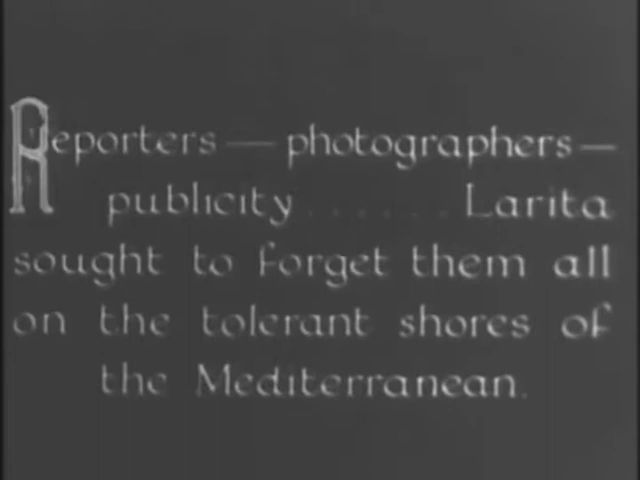 Reporters — photographers —
publicity . . . . . . Larita
sought to forget them all
on the tolerant shores of
the Mediterranean.